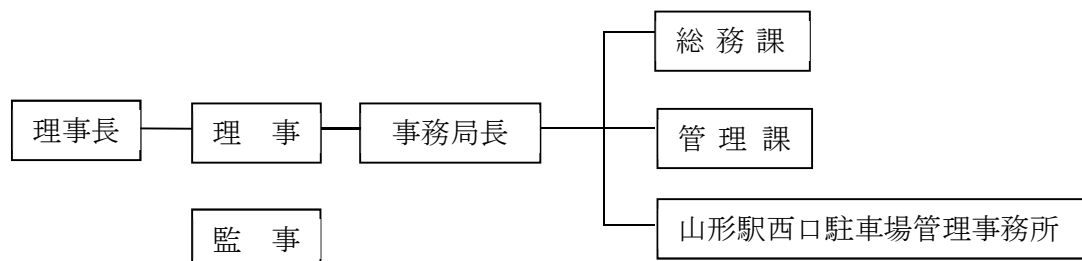 総 務 課
理事長
理　事
事務局長
管 理 課
監　事
山形駅西口駐車場管理事務所